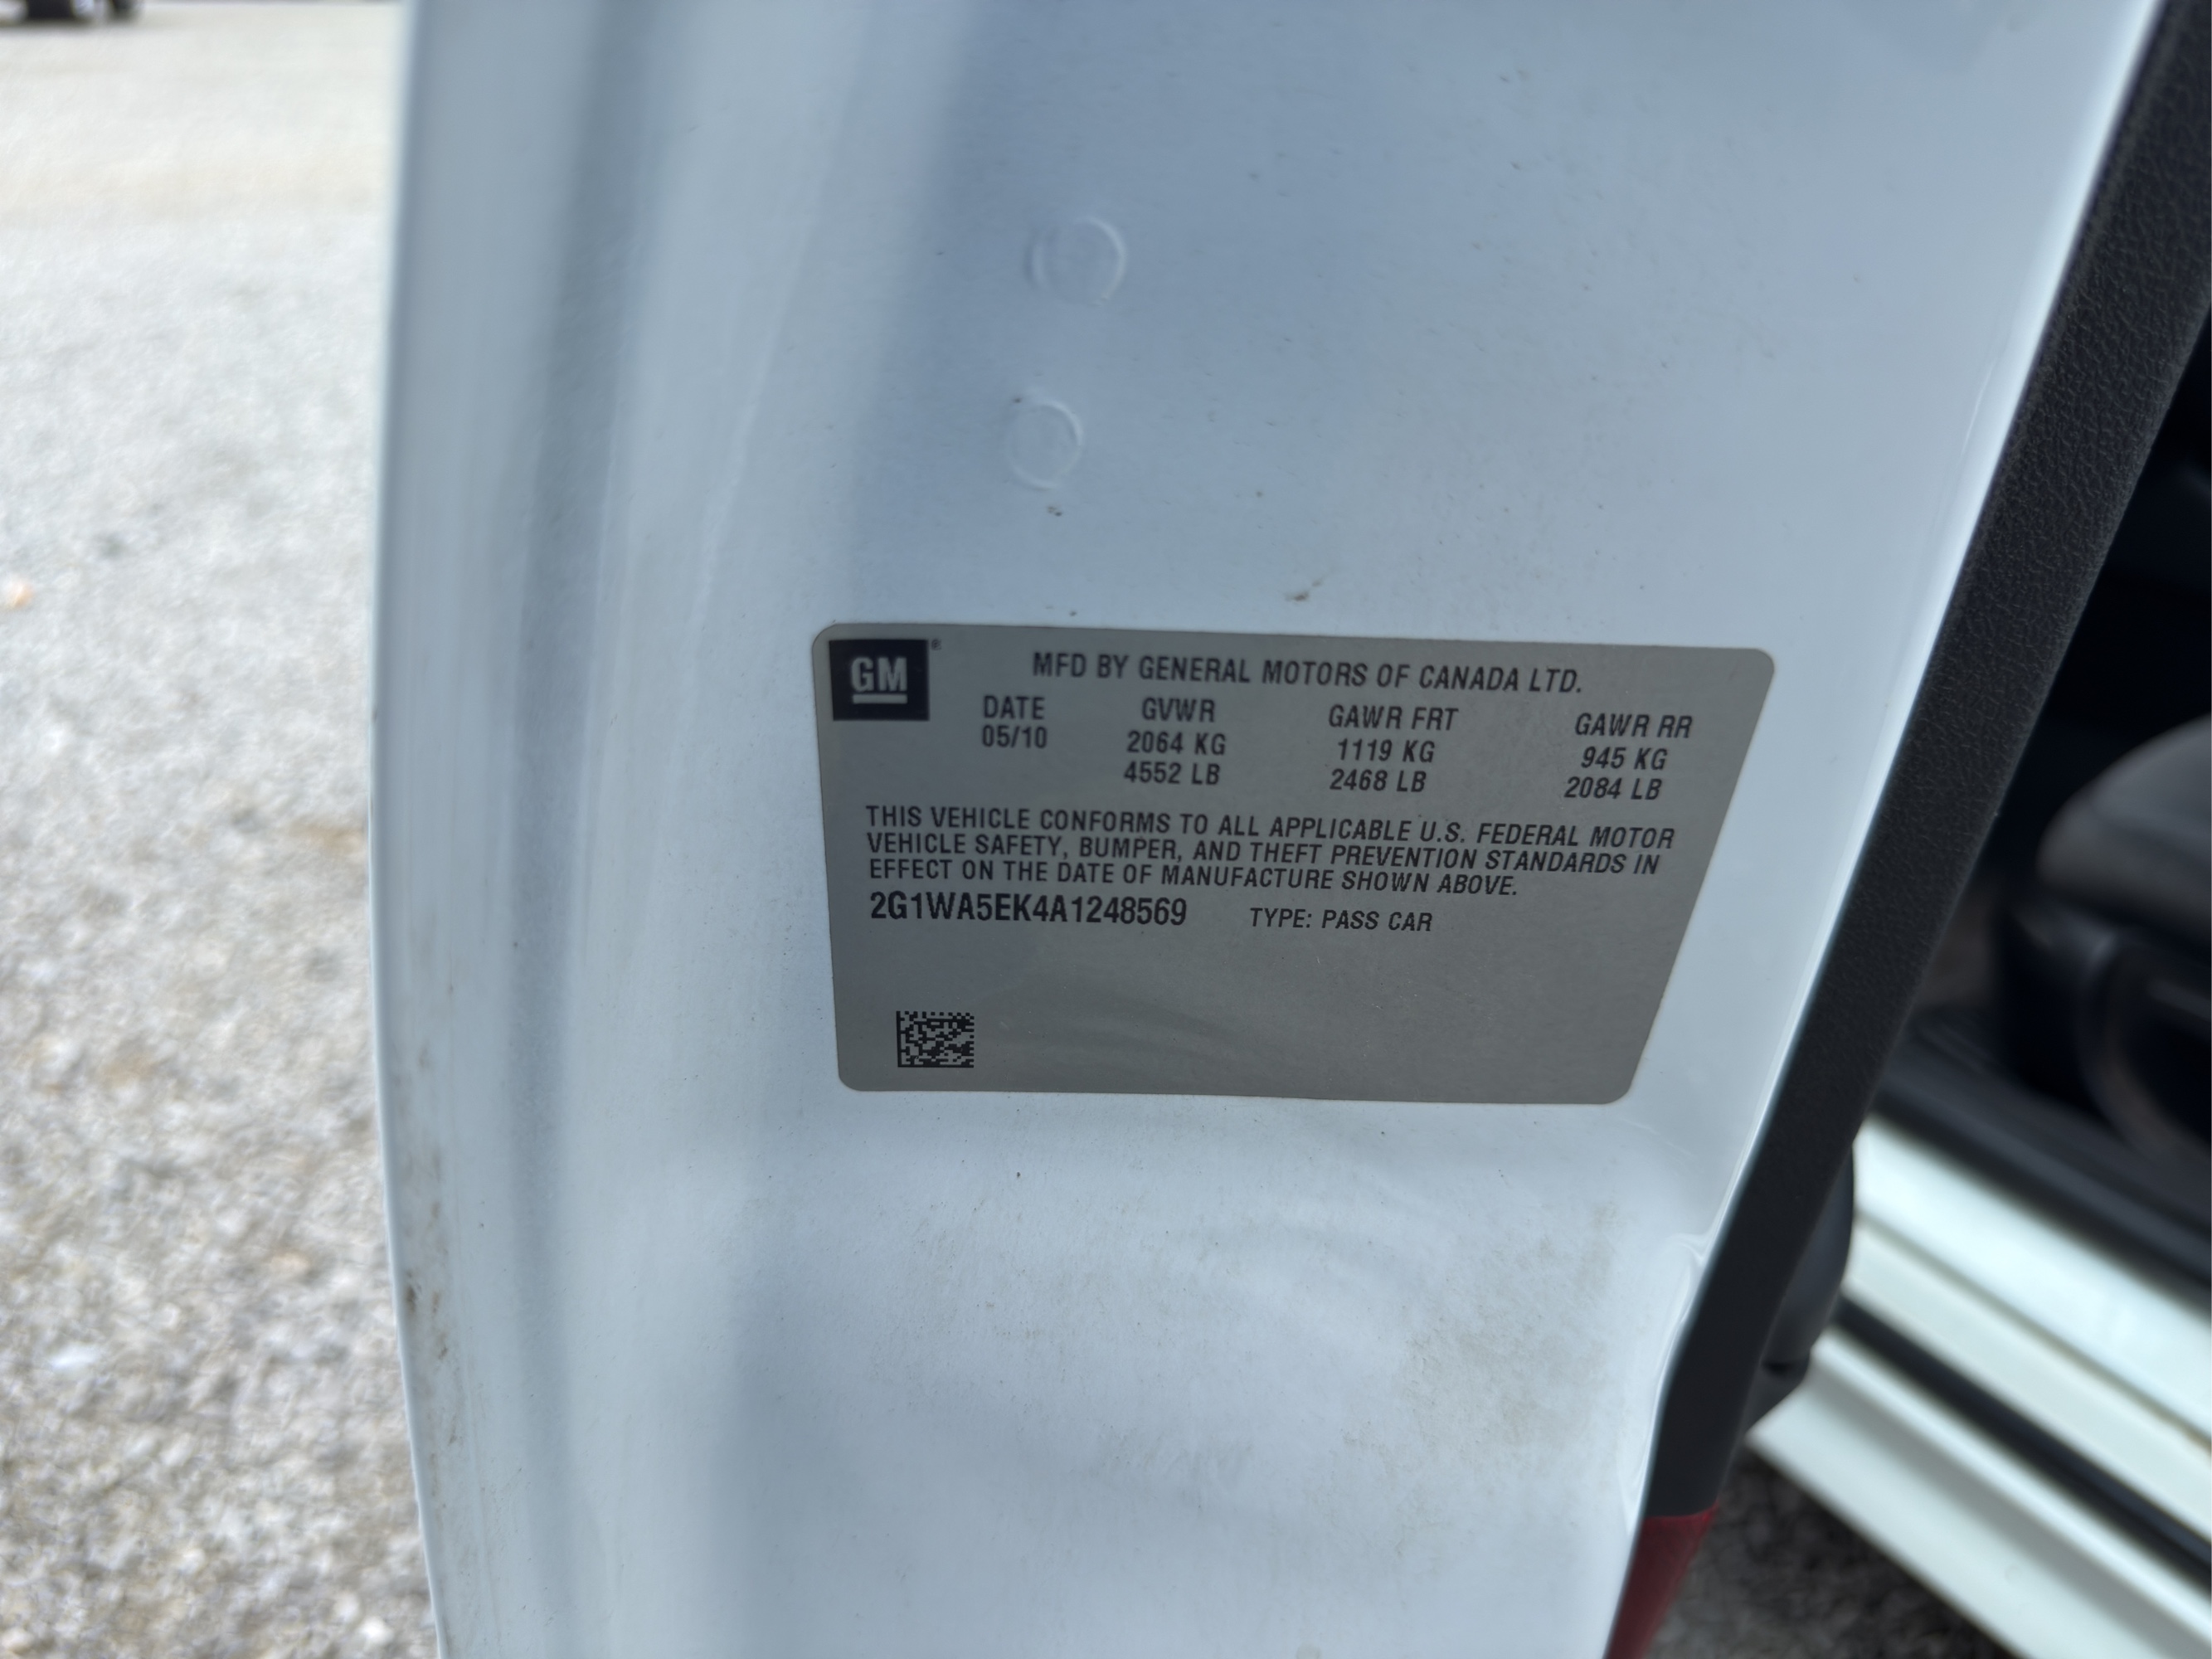 GM®
MFD BY GENERAL MOTORS OF CANADA LTD.
DATE GVWR GAWR FRT GAWR RR
05/10 2064 KG 1119 KG 945 KG
4552 LB 2468 LB 2084 LB
THIS VEHICLE CONFORMS TO ALL APPLICABLE U.S. FEDERAL MOTOR
VEHICLE SAFETY, BUMPER, AND THEFT PREVENTION STANDARDS IN
EFFECT ON THE DATE OF MANUFACTURE SHOWN ABOVE.
2G1WA5EK4A1248569 TYPE: PASS CAR